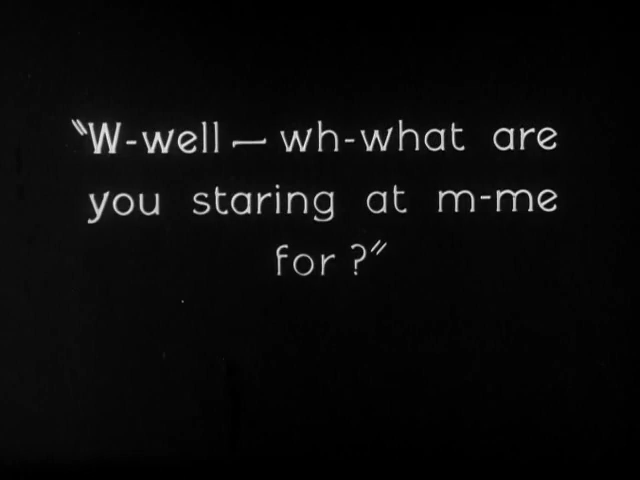 "W-well — wh-what are
you staring at m-me
for ?"